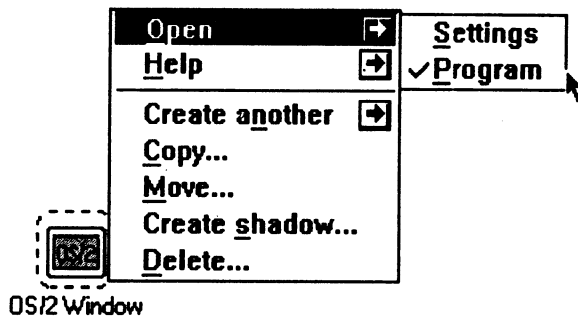 Open
Settings
Help
✓Program
Create another
Copy...
Move...
Create shadow...
OS/2
Delete...
OS/2 Window